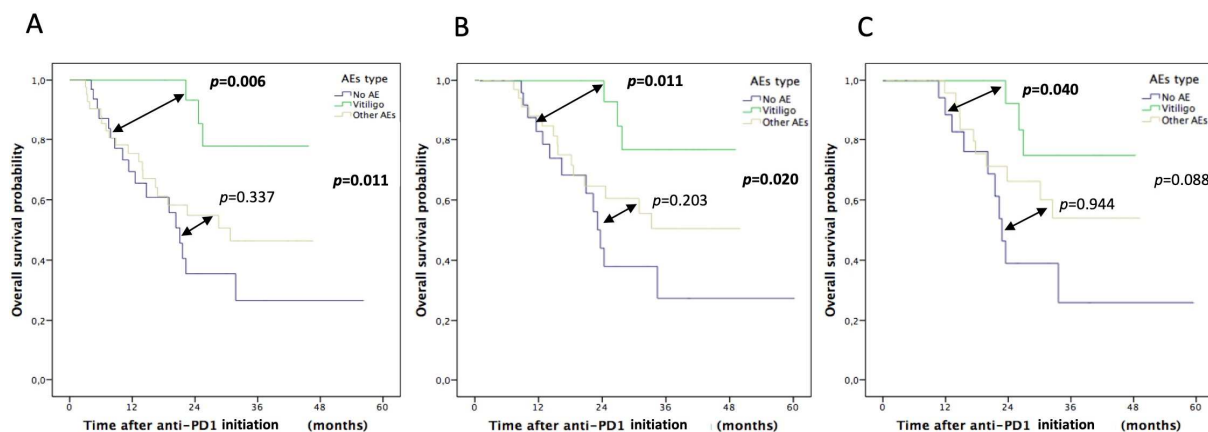 A
Overall survival probability
1,0
0,8
0,6
0,4
0,2
0,0
p=0.006
AEs type
No AE
Vitiligo
Other AEs
p=0.011
p=0.337
0 12 24 36 48 60
Time after anti-PD1 initiation (months)
B
Overall survival probability
1,0
0,8
0,6
0,4
0,2
0,0
p=0.011
AEs type
No AE
Vitiligo
Other AEs
p=0.020
p=0.203
0 12 24 36 48 60
Time after anti-PD1 initiation (months)
C
Overall survival probability
1,0
0,8
0,6
0,4
0,2
0,0
p=0.040
AEs type
No AE
Vitiligo
Other AEs
p=0.088
p=0.944
0 12 24 36 48 60
Time after anti-PD1 initiation (months)